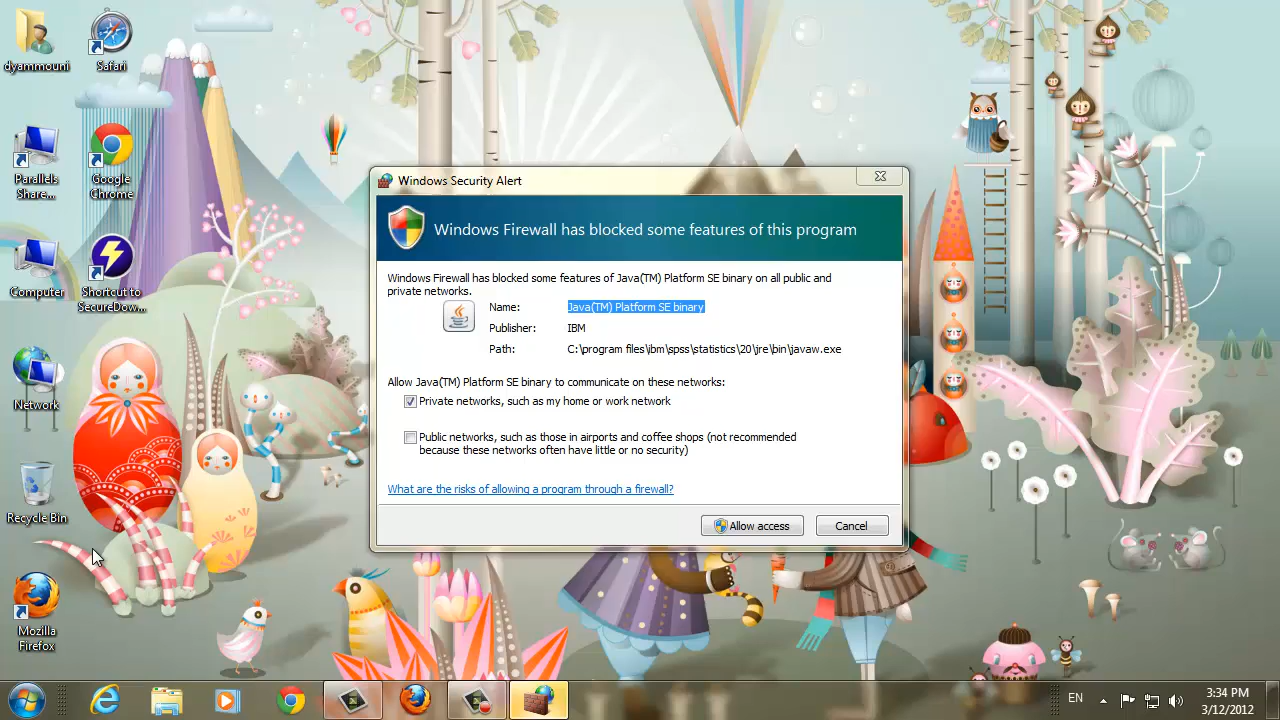 dyammouni
Safari
Parallels
Share...
Google
Chrome
Computer
Shortcut to
SecureDow...
Network
Recycle Bin
Mozilla
Firefox
Windows Security Alert
Windows Firewall has blocked some features of this program
Windows Firewall has blocked some features of Java(TM) Platform SE binary on all public and
private networks.
Name: Java(TM) Platform SE binary
Publisher: IBM
Path: C:\program files\ibm\spss\statistics\20\jre\bin\javaw.exe
Allow Java(TM) Platform SE binary to communicate on these networks:
Private networks, such as my home or work network
Public networks, such as those in airports and coffee shops (not recommended
because these networks often have little or no security)
What are the risks of allowing a program through a firewall?
Allow access
Cancel
EN
3:34 PM
3/12/2012